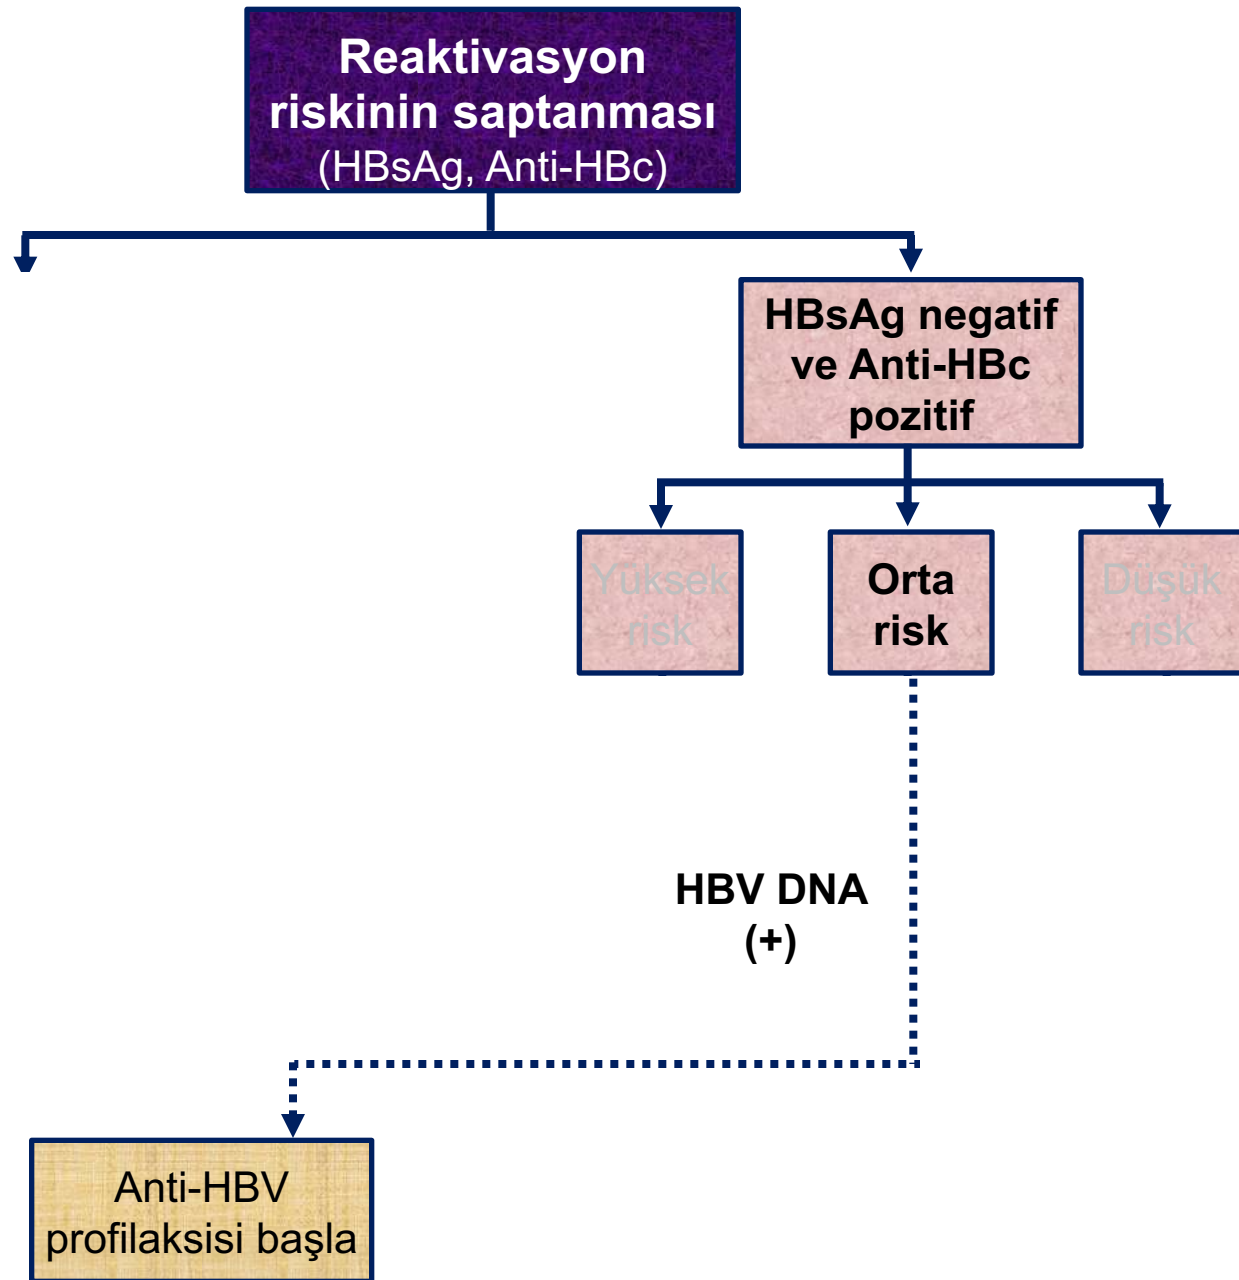 Reaktivasyon
riskinin saptanması
(HBsAg, Anti-HBc)
HBsAg negatif
ve Anti-HBc
pozitif
Yüksek
risk
Orta
risk
Düşük
risk
HBV DNA
(+)
Anti-HBV
profilaksisi başla